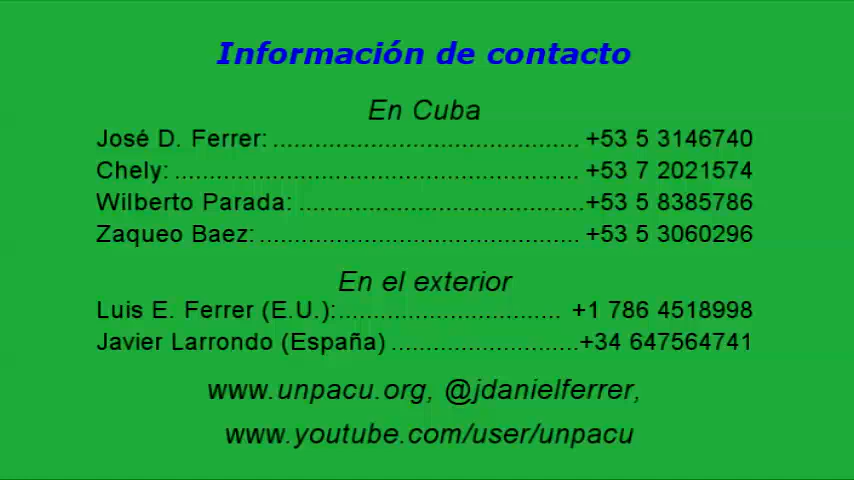 Información de contacto
En Cuba
José D. Ferrer: ............................................ +53 5 3146740
Chely: .......................................................... +53 7 2021574
Wilberto Parada: .........................................+53 5 8385786
Zaqueo Baez: .............................................. +53 5 3060296
En el exterior
Luis E. Ferrer (E.U.):................................ +1 786 4518998
Javier Larrondo (España) ...........................+34 647564741
www.unpacu.org, @jdanielferrer,
www.youtube.com/user/unpacu